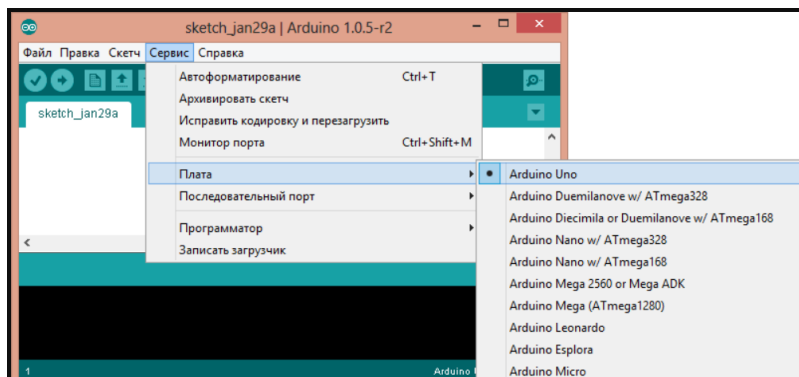 sketch_jan29a | Arduino 1.0.5-r2
Файл Правка Скетч Сервис Справка
sketch_jan29a
Автоформатирование Ctrl+T
Архивировать скетч
Исправить кодировку и перезагрузить
Монитор порта Ctrl+Shift+M
Плата
Последовательный порт
Программатор
Записать загрузчик
Arduino Uno
Arduino Duemilanove w/ ATmega328
Arduino Diecimila or Duemilanove w/ ATmega168
Arduino Nano w/ ATmega328
Arduino Nano w/ ATmega168
Arduino Mega 2560 or Mega ADK
Arduino Mega (ATmega1280)
Arduino Leonardo
Arduino Esplora
Arduino Micro
1 Arduino